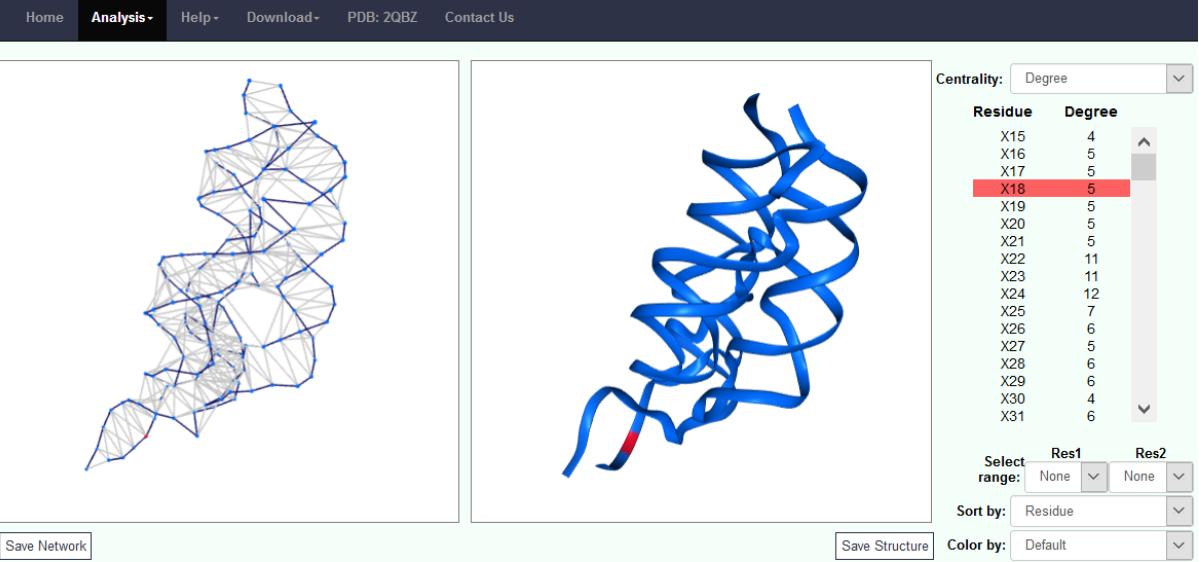 Home Analysis Help Download PDB: 2QBZ Contact Us
Centrality: Degree
Residue Degree
X15 4
X16 5
X17 5
X18 5
X19 5
X20 5
X21 5
X22 11
X23 11
X24 12
X25 7
X26 6
X27 5
X28 6
X29 6
X30 4
X31 6
Res1 Res2
Select
range: None None
Sort by: Residue
Save Network Save Structure Color by: Default